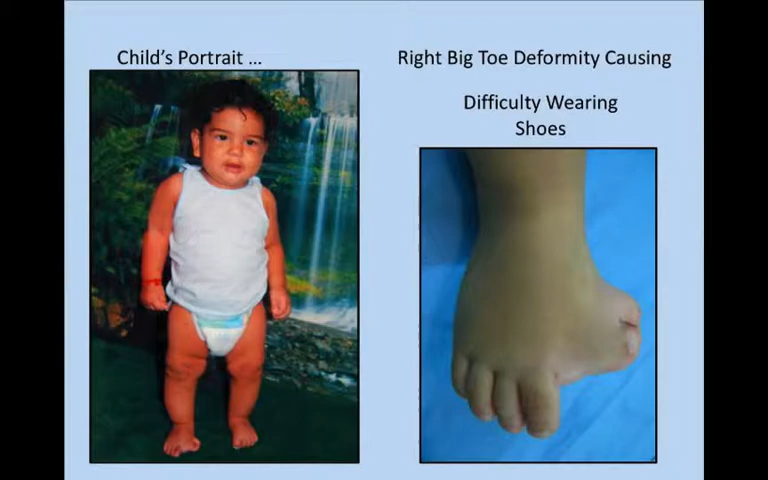 Child's Portrait ...
Right Big Toe Deformity Causing
Difficulty Wearing
Shoes